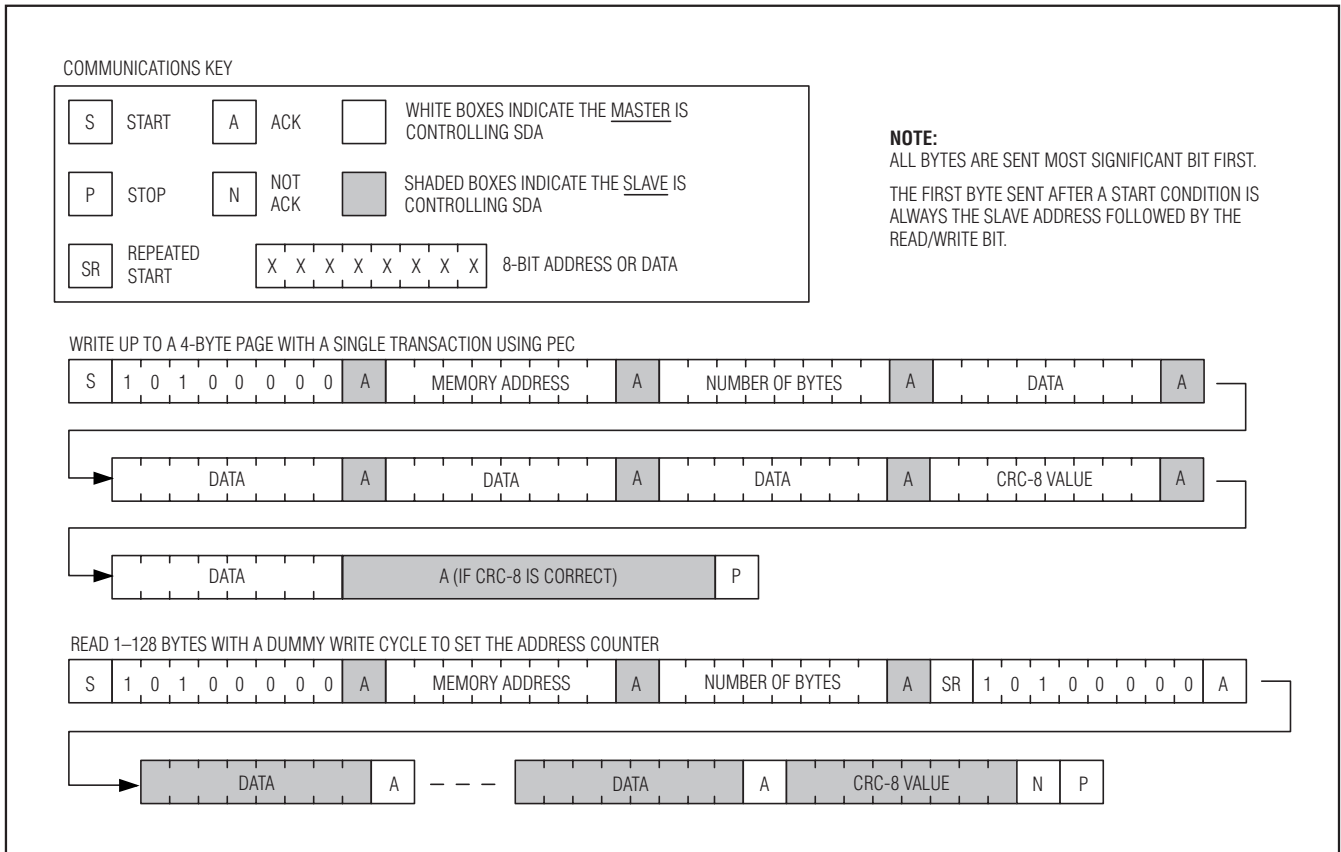 COMMUNICATIONS KEY
S START A ACK WHITE BOXES INDICATE THE MASTER IS
CONTROLLING SDA
P STOP N NOT
ACK SHADED BOXES INDICATE THE SLAVE IS
CONTROLLING SDA
SR REPEATED
START X X X X X X X X 8-BIT ADDRESS OR DATA
NOTE:
ALL BYTES ARE SENT MOST SIGNIFICANT BIT FIRST.
THE FIRST BYTE SENT AFTER A START CONDITION IS
ALWAYS THE SLAVE ADDRESS FOLLOWED BY THE
READ/WRITE BIT.
WRITE UP TO A 4-BYTE PAGE WITH A SINGLE TRANSACTION USING PEC
S 1 0 1 0 0 0 0 0 A MEMORY ADDRESS A NUMBER OF BYTES A DATA A
DATA A DATA A DATA A CRC-8 VALUE A
DATA A (IF CRC-8 IS CORRECT) P
READ 1–128 BYTES WITH A DUMMY WRITE CYCLE TO SET THE ADDRESS COUNTER
S 1 0 1 0 0 0 0 0 A MEMORY ADDRESS A NUMBER OF BYTES A SR 1 0 1 0 0 0 0 0 A
DATA A – – – DATA A CRC-8 VALUE N P